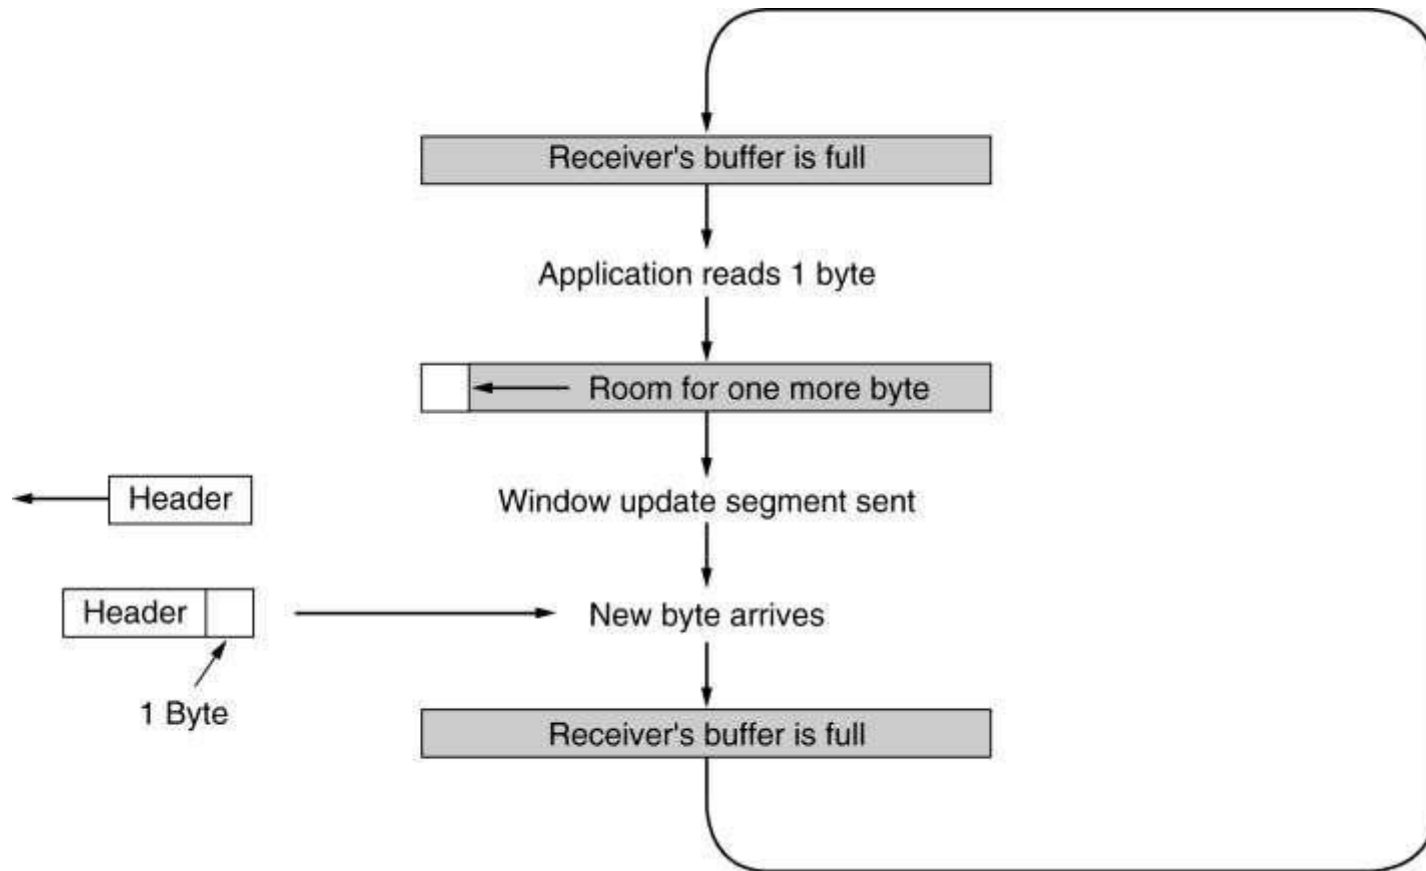 Receiver's buffer is full
Application reads 1 byte
Room for one more byte
Header
Window update segment sent
Header
New byte arrives
1 Byte
Receiver's buffer is full